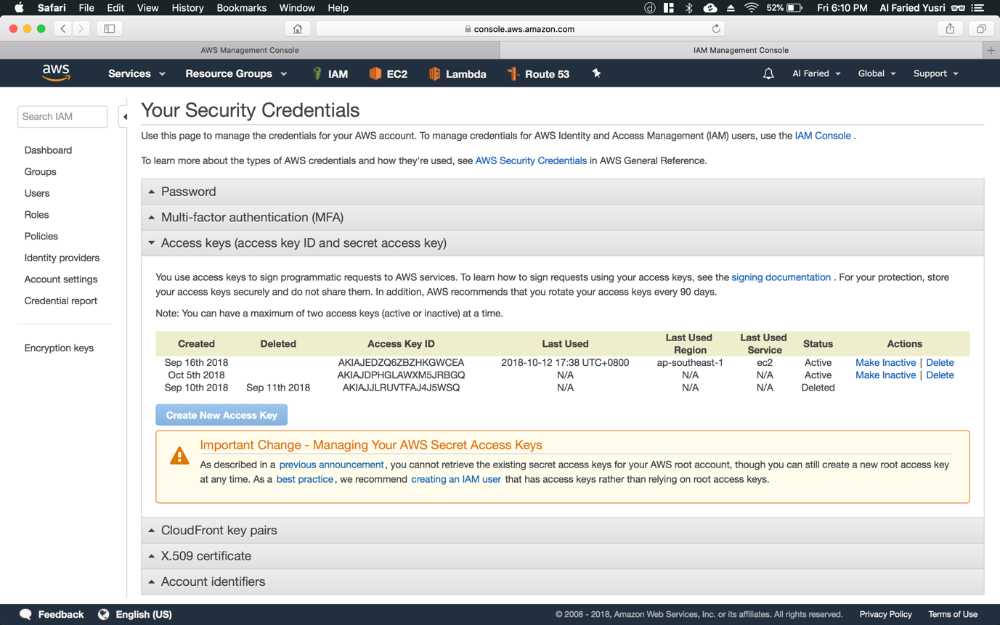 Safari File Edit View History Bookmarks Window Help 52% Fri 6:10 PM Al Faried Yusri
console.aws.amazon.com
AWS Management Console IAM Management Console
aws Services Resource Groups IAM EC2 Lambda Route 53 Al Faried Global Support
Search IAM
Dashboard
Groups
Users
Roles
Policies
Identity providers
Account settings
Credential report
Encryption keys
Your Security Credentials
Use this page to manage the credentials for your AWS account. To manage credentials for AWS Identity and Access Management (IAM) users, use the IAM Console .
To learn more about the types of AWS credentials and how they're used, see AWS Security Credentials in AWS General Reference.
Password
Multi-factor authentication (MFA)
Access keys (access key ID and secret access key)
You use access keys to sign programmatic requests to AWS services. To learn how to sign requests using your access keys, see the signing documentation . For your protection, store
your access keys securely and do not share them. In addition, AWS recommends that you rotate your access keys every 90 days.
Note: You can have a maximum of two access keys (active or inactive) at a time.
Created Deleted Access Key ID Last Used Last Used Region Last Used Service Status Actions
Sep 16th 2018 AKIAJEDZQ6ZBZHKGWCEA 2018-10-12 17:38 UTC+0800 ap-southeast-1 ec2 Active Make Inactive | Delete
Oct 5th 2018 AKIAJDPHGLAWXM5JRBGQ N/A N/A N/A Active Make Inactive | Delete
Sep 10th 2018 Sep 11th 2018 AKIAJJLRUVTFAJ4J5WSQ N/A N/A N/A Deleted
Create New Access Key
Important Change - Managing Your AWS Secret Access Keys
As described in a previous announcement, you cannot retrieve the existing secret access keys for your AWS root account, though you can still create a new root access key
at any time. As a best practice, we recommend creating an IAM user that has access keys rather than relying on root access keys.
CloudFront key pairs
X.509 certificate
Account identifiers
Feedback English (US) © 2008 - 2018, Amazon Web Services, Inc. or its affiliates. All rights reserved. Privacy Policy Terms of Use